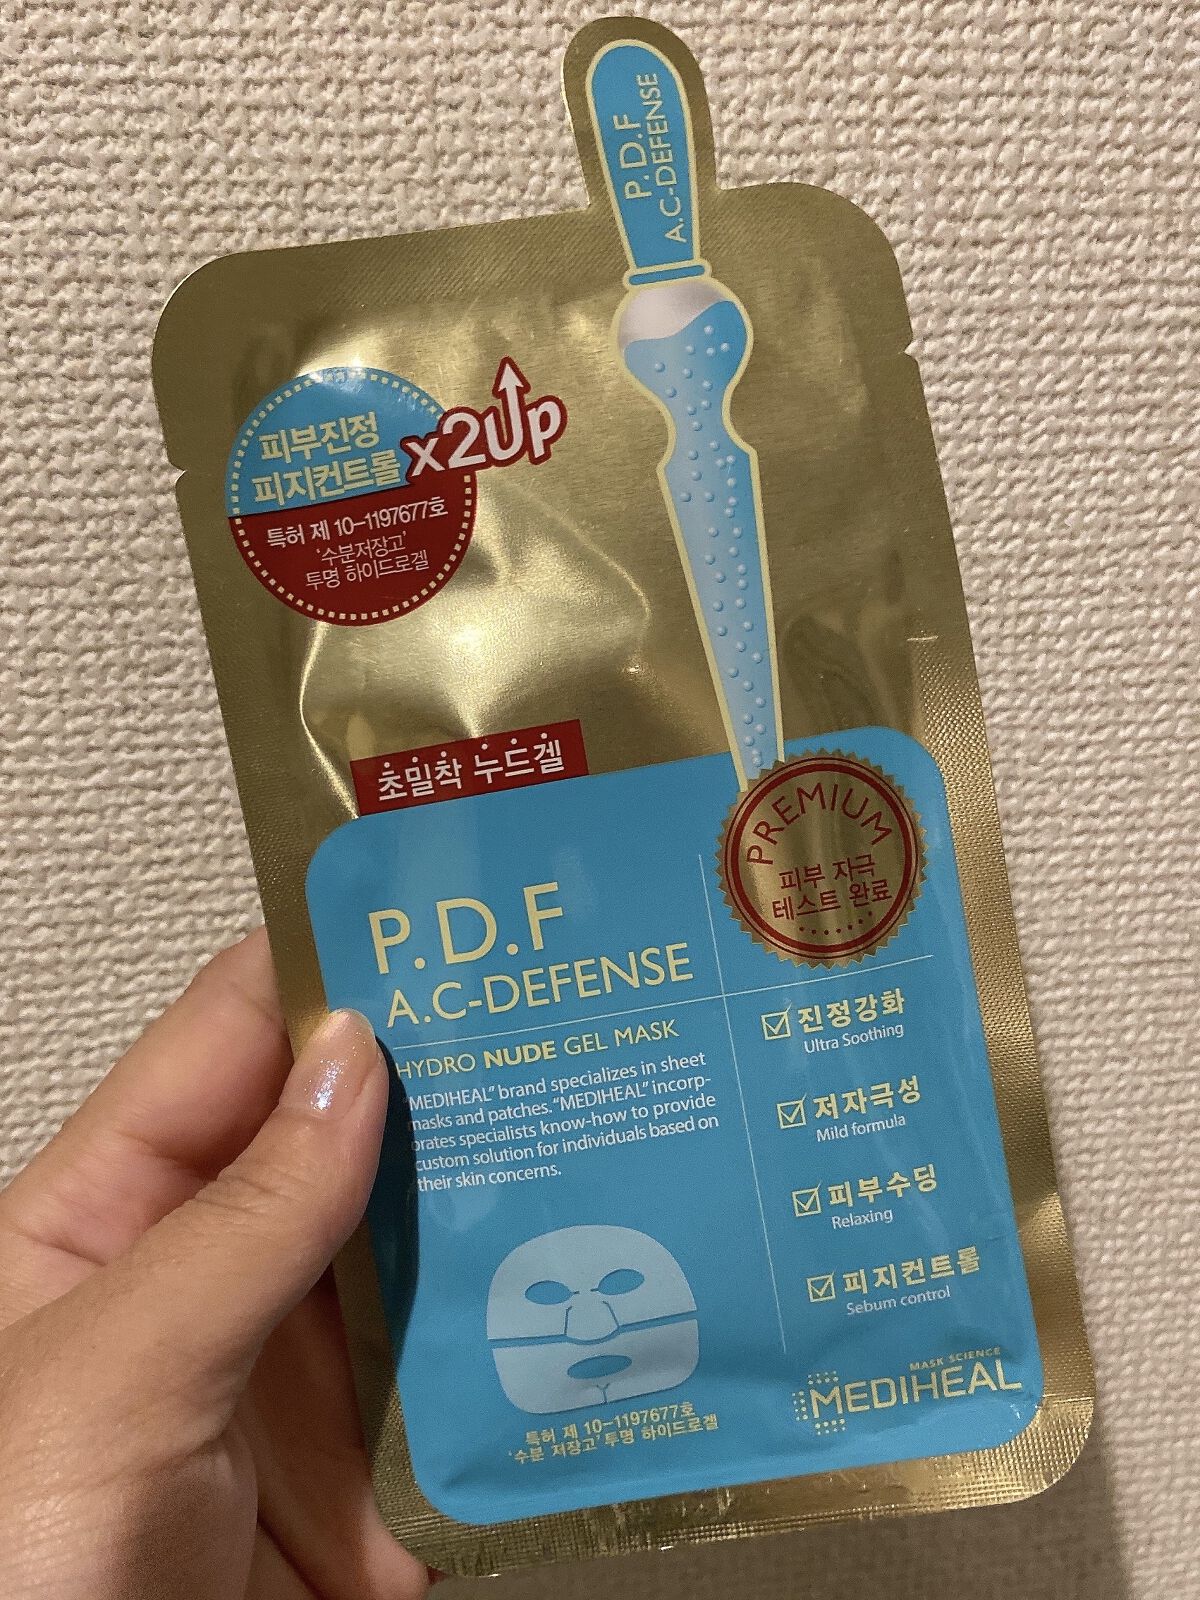 P.D.F
A.C-DEFENSE
피부진정
피지컨트롤
x2Up
특허 제 10-1197677호
'수분저장고'
투명 하이드로겔
초밀착 누드겔
PREMIUM
피부 자극
테스트 완료
P.D.F
A.C-DEFENSE
HYDRO NUDE GEL MASK
"MEDIHEAL" brand specializes in sheet
masks and patches. "MEDIHEAL" incorp-
orates specialists know-how to provide
custom solution for individuals based on
their skin concerns.
진정강화
Ultra Soothing
저자극성
Mild formula
피부수딩
Relaxing
피지컨트롤
Sebum control
특허 제 10-1197677호
'수분 저장고' 투명 하이드로겔
MASK SCIENCE
MEDIHEAL